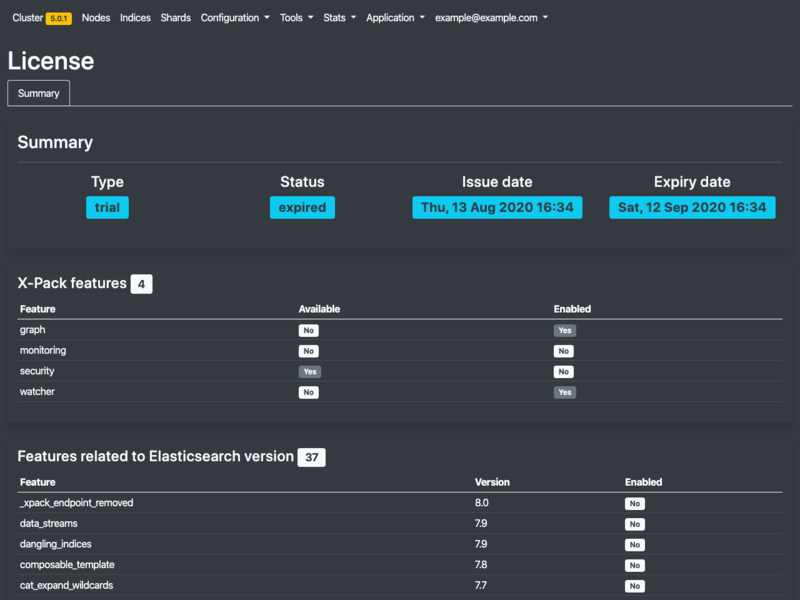 Cluster 5.0.1 Nodes Indices Shards Configuration Tools Stats Application example@example.com
License
Summary
Summary
Type Status Issue date Expiry date
trial expired Thu, 13 Aug 2020 16:34 Sat, 12 Sep 2020 16:34
X-Pack features 4
Feature Available Enabled
graph No Yes
monitoring No No
security Yes No
watcher No Yes
Features related to Elasticsearch version 37
Feature Version Enabled
_xpack_endpoint_removed 8.0 No
data_streams 7.9 No
dangling_indices 7.9 No
composable_template 7.8 No
cat_expand_wildcards 7.7 No